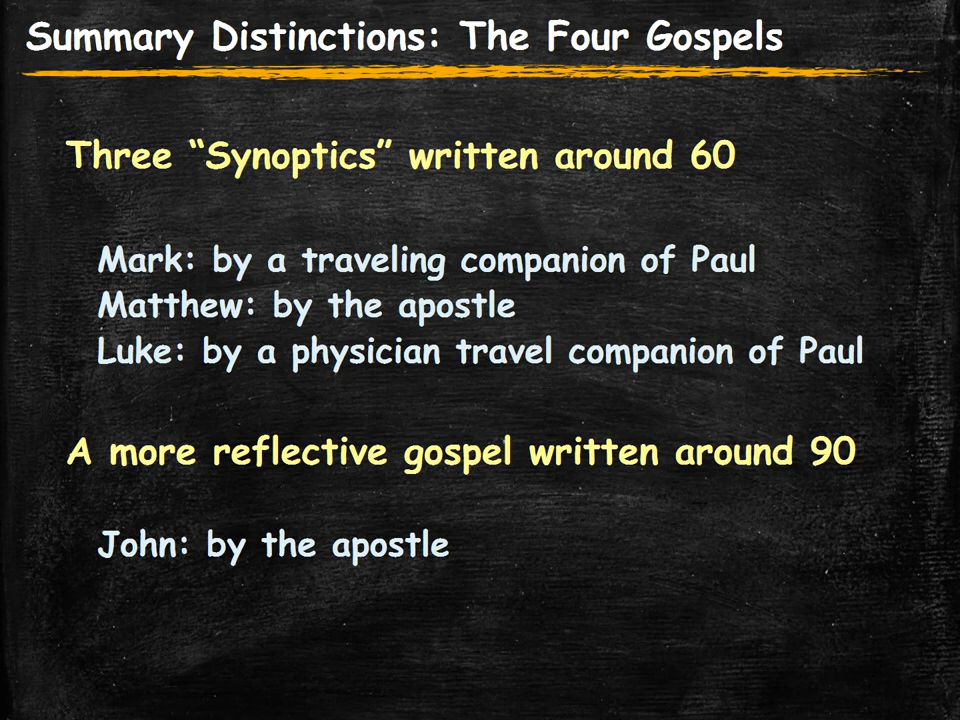 Summary Distinctions: The Four Gospels
Three “Synoptics” written around 60
Mark: by a traveling companion of Paul
Matthew: by the apostle
Luke: by a physician travel companion of Paul
A more reflective gospel written around 90
John: by the apostle